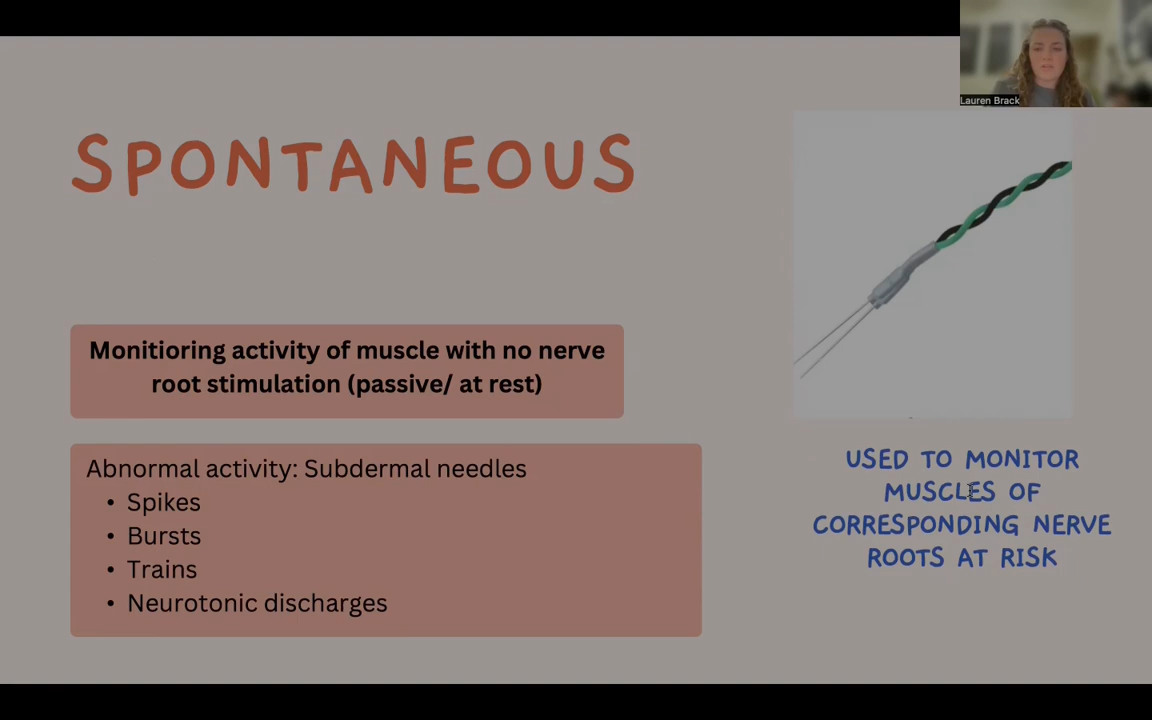 Lauren Brack
SPONTANEOUS
Monitioring activity of muscle with no nerve
root stimulation (passive/ at rest)
Abnormal activity: Subdermal needles
• Spikes
• Bursts
• Trains
• Neurotonic discharges
USED TO MONITOR
MUSCLES OF
CORRESPONDING NERVE
ROOTS AT RISK